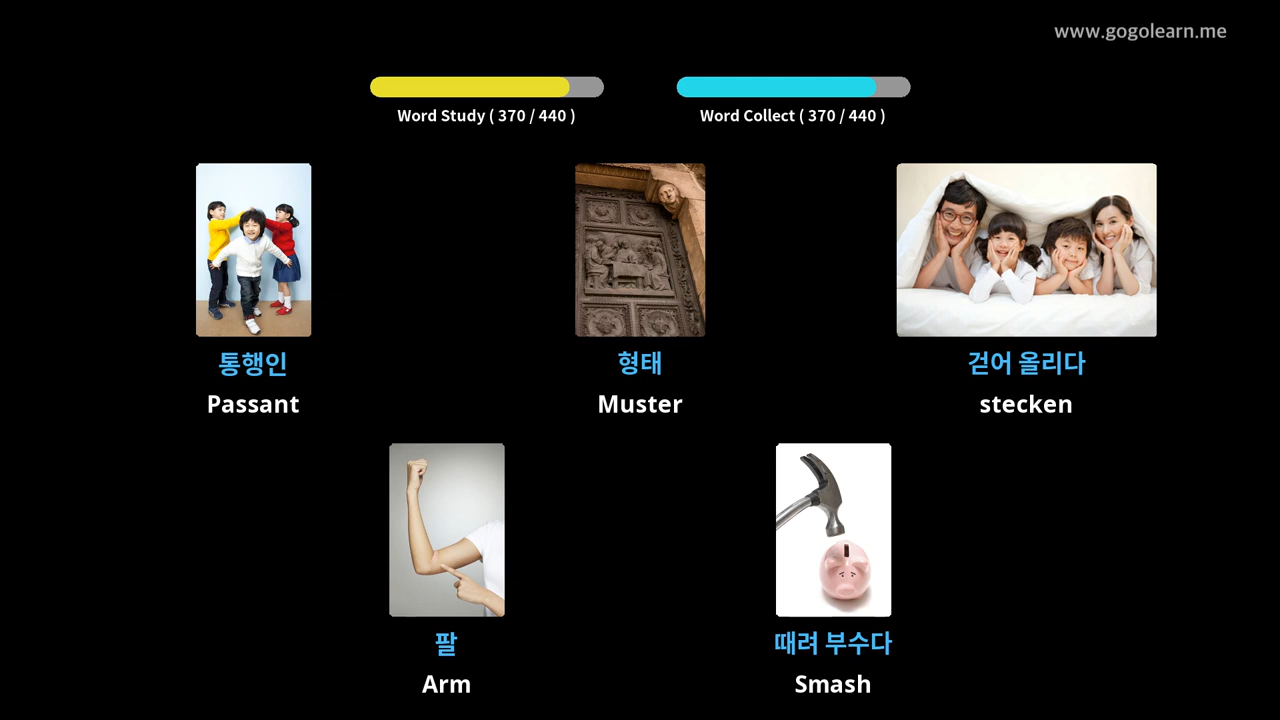 www.gogolearn.me
Word Study ( 370 / 440 )
Word Collect ( 370 / 440 )
통행인
Passant
형태
Muster
걷어 올리다
stecken
팔
Arm
때려 부수다
Smash